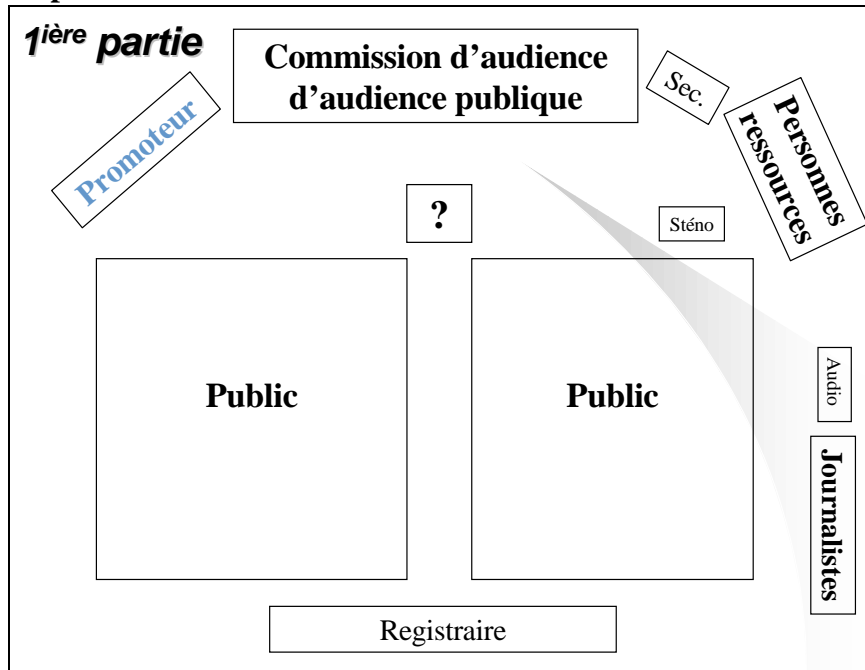 1ière partie
Commission d’audience
d’audience publique
Sec.
Promoteur
Personnes
ressources
?
Sténo
Public
Public
Audio
Journalistes
Registraire